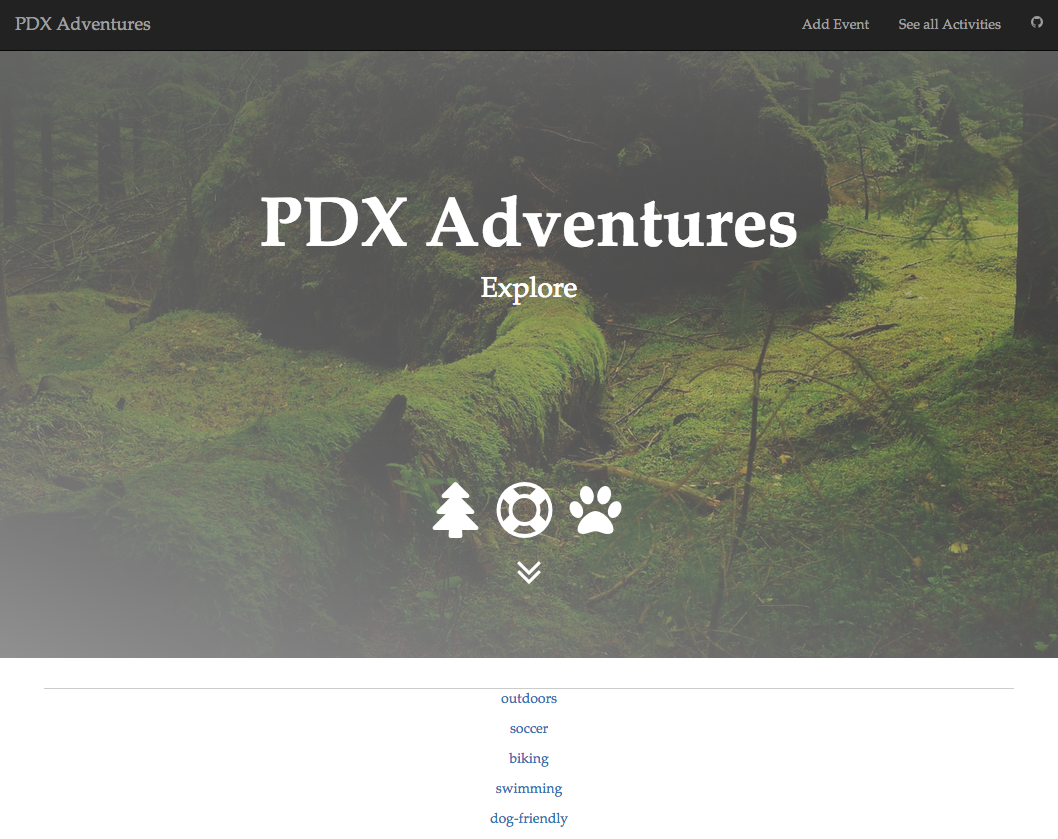 PDX Adventures
Add Event
See all Activities
PDX Adventures
Explore
outdoors
soccer
biking
swimming
dog-friendly